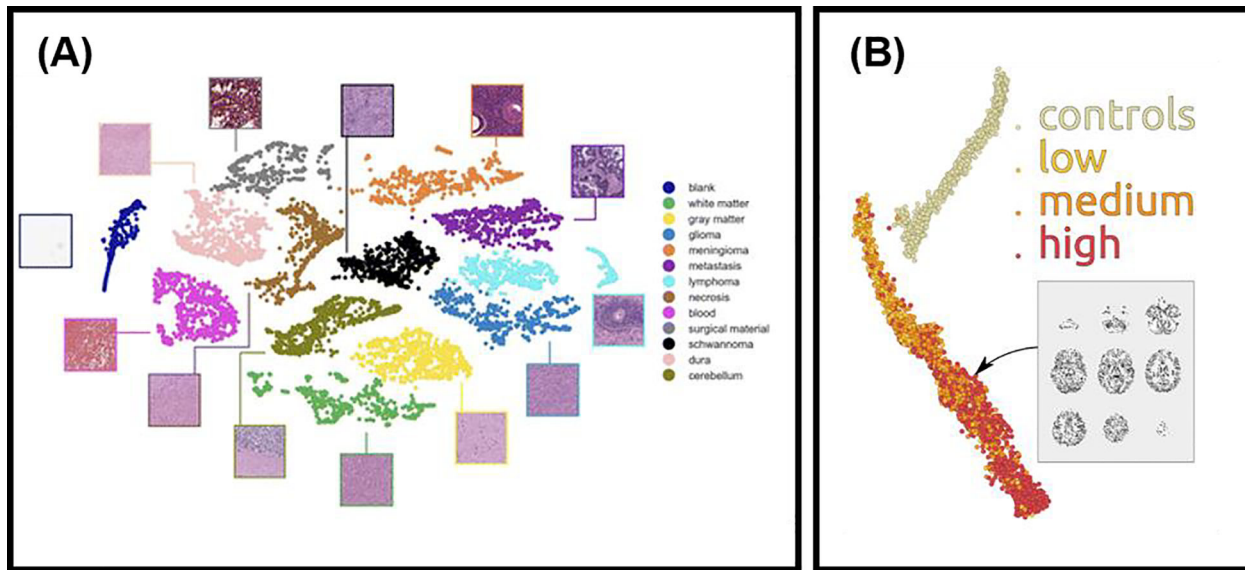 (A)
blank
white matter
gray matter
glioma
meningioma
metastasis
lymphoma
necrosis
blood
surgical material
schwannoma
dura
cerebellum
(B)
controls
low
medium
high